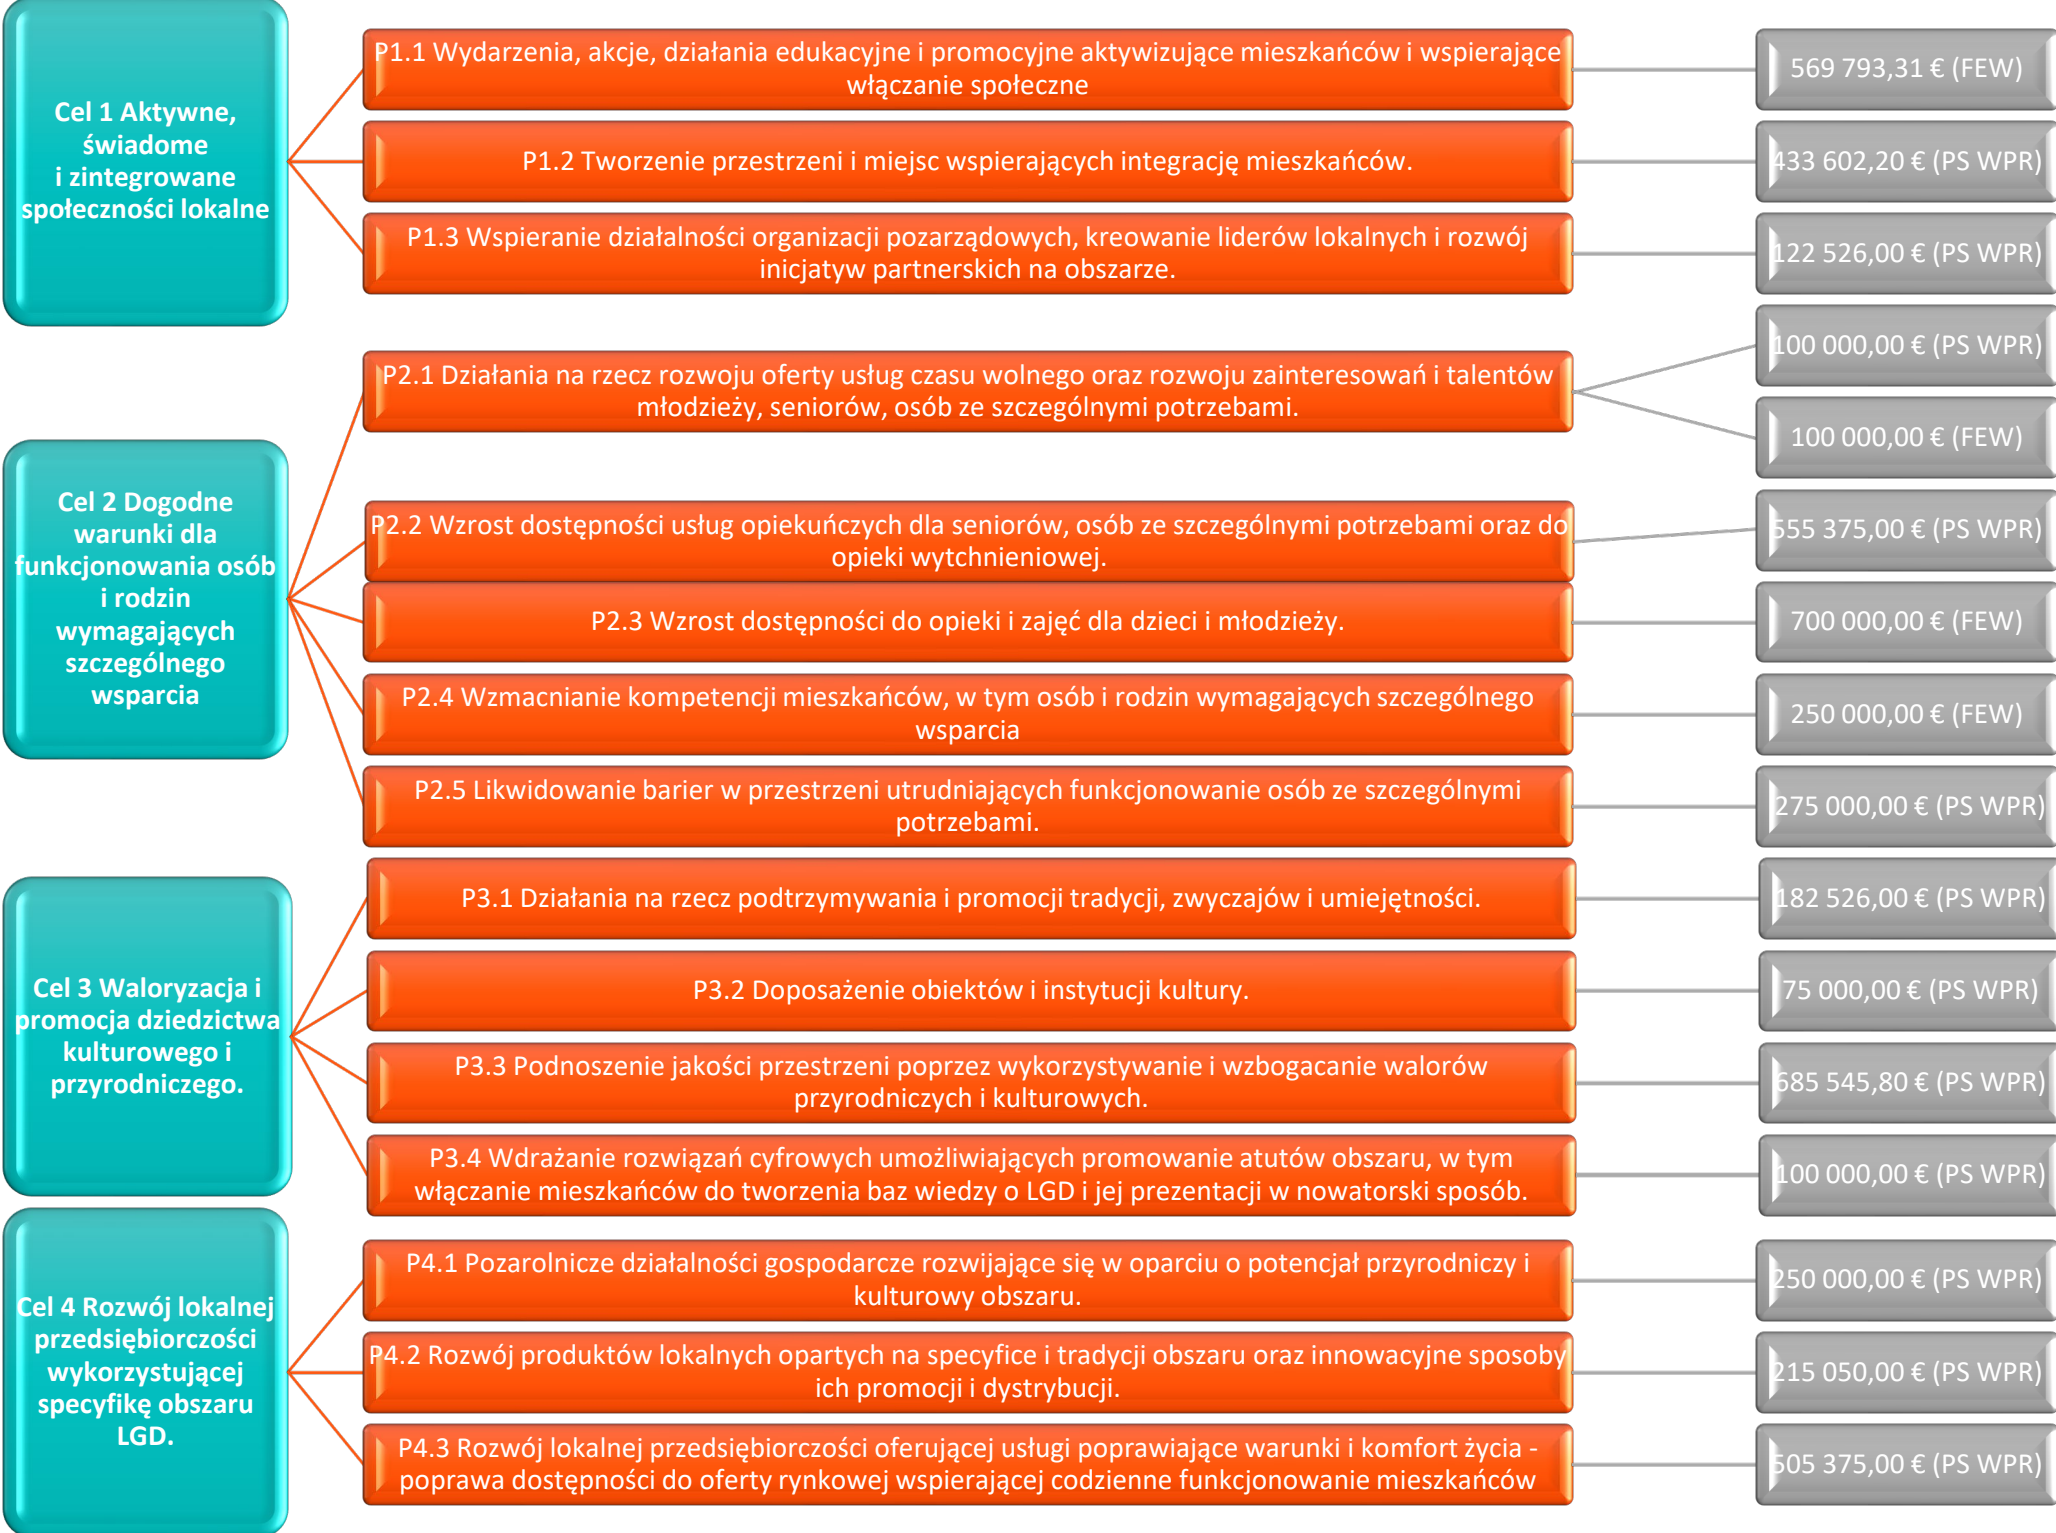 Cel 1 Aktywne,
świadome
i zintegrowane
społeczności lokalne
P1.1 Wydarzenia, akcje, działania edukacyjne i promocyjne aktywizujące mieszkańców i wspierające
włączanie społeczne
569 793,31 € (FEW)
P1.2 Tworzenie przestrzeni i miejsc wspierających integrację mieszkańców.
433 602,20 € (PS WPR)
P1.3 Wspieranie działalności organizacji pozarządowych, kreowanie liderów lokalnych i rozwój
inicjatyw partnerskich na obszarze.
122 526,00 € (PS WPR)
Cel 2 Dogodne
warunki dla
funkcjonowania osób
i rodzin
wymagających
szczególnego
wsparcia
P2.1 Działania na rzecz rozwoju oferty usług czasu wolnego oraz rozwoju zainteresowań i talentów
młodzieży, seniorów, osób ze szczególnymi potrzebami.
100 000,00 € (PS WPR)
100 000,00 € (FEW)
P2.2 Wzrost dostępności usług opiekuńczych dla seniorów, osób ze szczególnymi potrzebami oraz do
opieki wytchnieniowej.
555 375,00 € (PS WPR)
P2.3 Wzrost dostępności do opieki i zajęć dla dzieci i młodzieży.
700 000,00 € (FEW)
P2.4 Wzmacnianie kompetencji mieszkańców, w tym osób i rodzin wymagających szczególnego
wsparcia
250 000,00 € (FEW)
P2.5 Likwidowanie barier w przestrzeni utrudniających funkcjonowanie osób ze szczególnymi
potrzebami.
275 000,00 € (PS WPR)
Cel 3 Waloryzacja i
promocja dziedzictwa
kulturowego i
przyrodniczego.
P3.1 Działania na rzecz podtrzymywania i promocji tradycji, zwyczajów i umiejętności.
182 526,00 € (PS WPR)
P3.2 Doposażenie obiektów i instytucji kultury.
75 000,00 € (PS WPR)
P3.3 Podnoszenie jakości przestrzeni poprzez wykorzystywanie i wzbogacanie walorów
przyrodniczych i kulturowych.
685 545,80 € (PS WPR)
P3.4 Wdrażanie rozwiązań cyfrowych umożliwiających promowanie atutów obszaru, w tym
włączanie mieszkańców do tworzenia baz wiedzy o LGD i jej prezentacji w nowatorski sposób.
100 000,00 € (PS WPR)
Cel 4 Rozwój lokalnej
przedsiębiorczości
wykorzystującej
specyfikę obszaru
LGD.
P4.1 Pozarolnicze działalności gospodarcze rozwijające się w oparciu o potencjał przyrodniczy i
kulturowy obszaru.
250 000,00 € (PS WPR)
P4.2 Rozwój produktów lokalnych opartych na specyfice i tradycji obszaru oraz innowacyjne sposoby
ich promocji i dystrybucji.
215 050,00 € (PS WPR)
P4.3 Rozwój lokalnej przedsiębiorczości oferującej usługi poprawiające warunki i komfort życia -
poprawa dostępności do oferty rynkowej wspierającej codzienne funkcjonowanie mieszkańców
505 375,00 € (PS WPR)